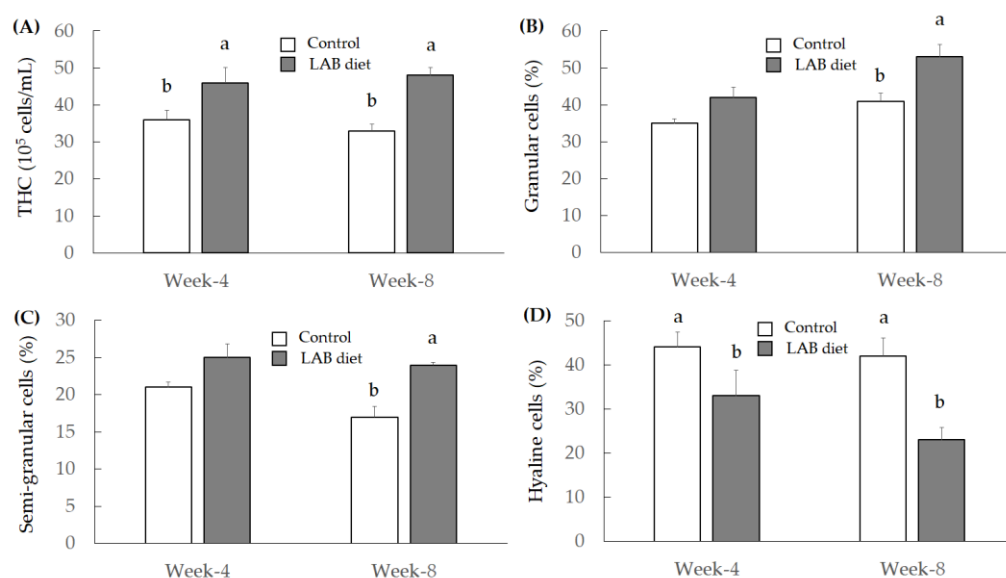 (A)
THC (10⁵ cells/mL)
60
50
40
30
20
10
0
Control
LAB diet
b
a
b
a
Week-4
Week-8
(B)
Granular cells (%)
60
50
40
30
20
10
0
Control
LAB diet
b
a
Week-4
Week-8
(C)
Semi-granular cells (%)
30
25
20
15
10
5
0
Control
LAB diet
b
a
Week-4
Week-8
(D)
Hyaline cells (%)
50
40
30
20
10
0
Control
LAB diet
a
b
a
b
Week-4
Week-8